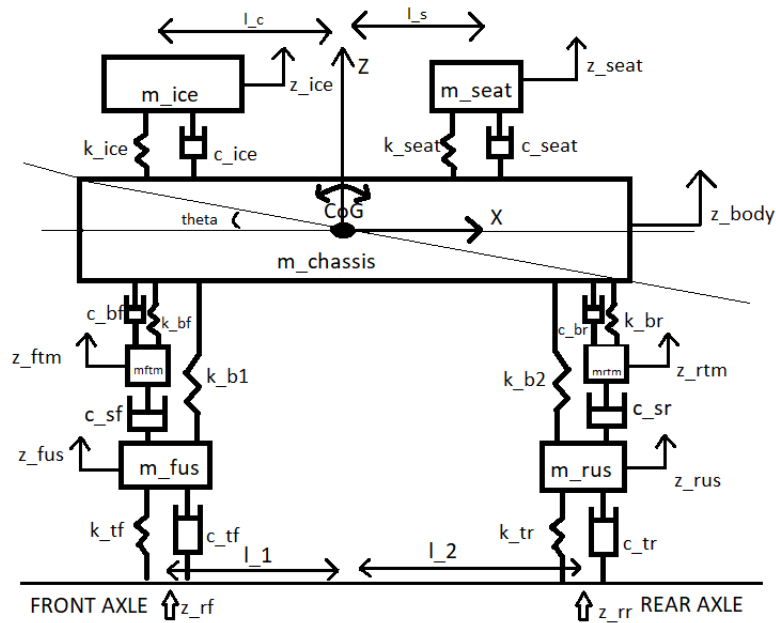 l_c
l_s
Z
z_ice
z_seat
m_ice
m_seat
k_ice
c_ice
k_seat
c_seat
theta
CoG
X
z_body
m_chassis
c_bf
k_bf
c_br
k_br
z_ftm
mftm
k_b1
k_b2
mrtm
z_rtm
c_sf
c_sr
z_fus
m_fus
m_rus
z_rus
k_tf
c_tf
k_tr
c_tr
l_1
l_2
FRONT AXLE
z_rf
z_rr
REAR AXLE